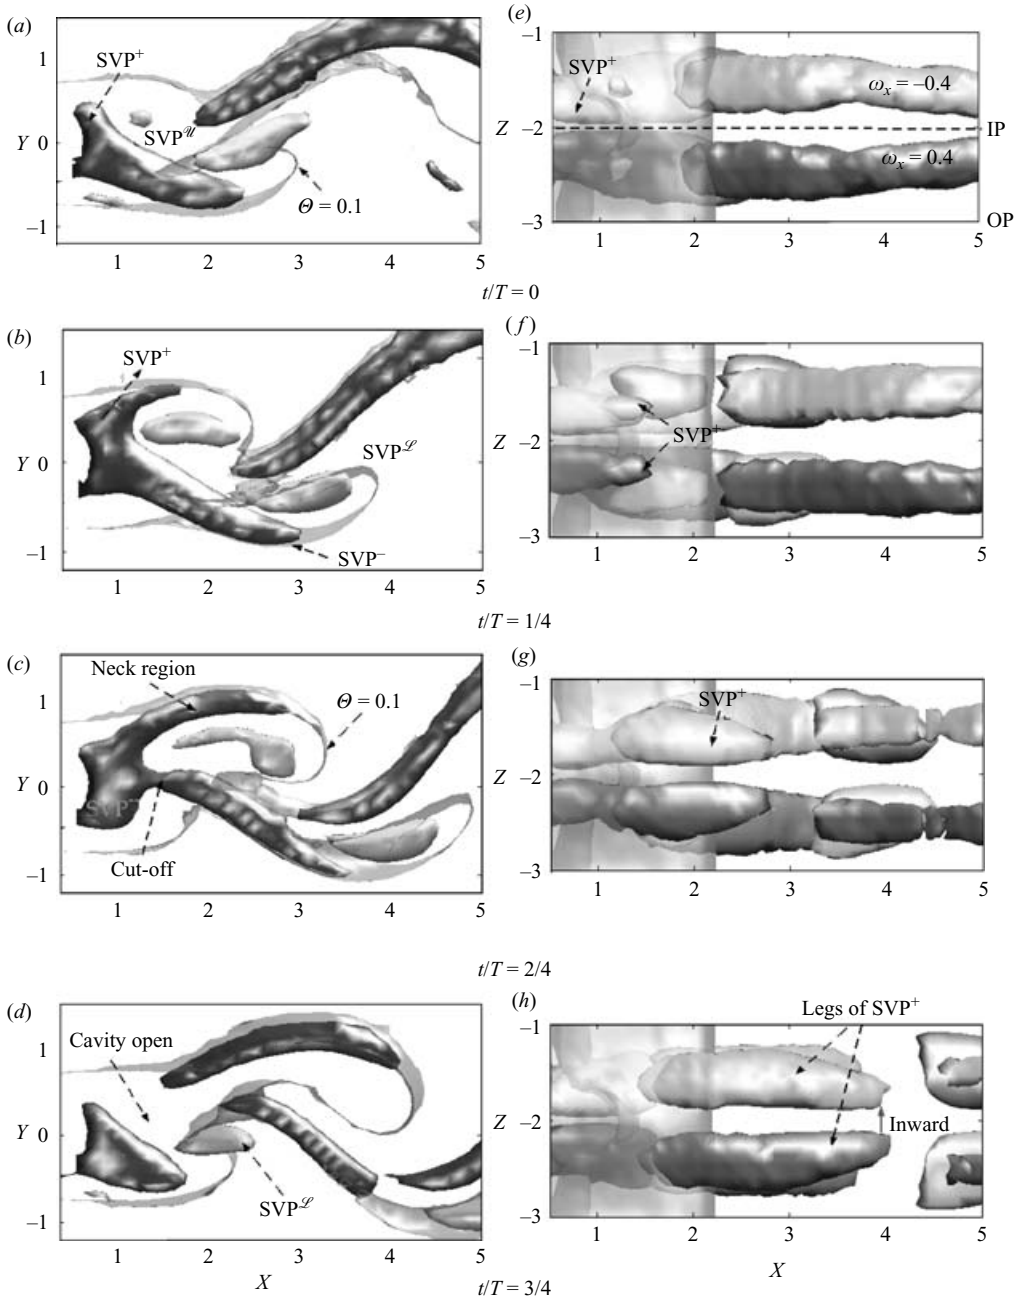 (a)
(e)
1
Y 0
–1
SVP+
SVP𝒰
Θ = 0.1
1 2 3 4 5
–1
Z –2
–3
SVP+
ωx = –0.4
ωx = 0.4
IP
OP
1 2 3 4 5
t/T = 0
(b)
(f)
1
Y 0
–1
SVP+
SVPℒ
SVP–
1 2 3 4 5
–1
Z –2
–3
SVP+
1 2 3 4 5
t/T = 1/4
(c)
(g)
1
Y 0
–1
Neck region
Θ = 0.1
SVP–
Cut-off
1 2 3 4 5
–1
Z –2
–3
SVP+
1 2 3 4 5
t/T = 2/4
(d)
(h)
1
Y 0
–1
Cavity open
SVPℒ
1 2 3 4 5
X
–1
Z –2
–3
Legs of SVP+
Inward
1 2 3 4 5
X
t/T = 3/4